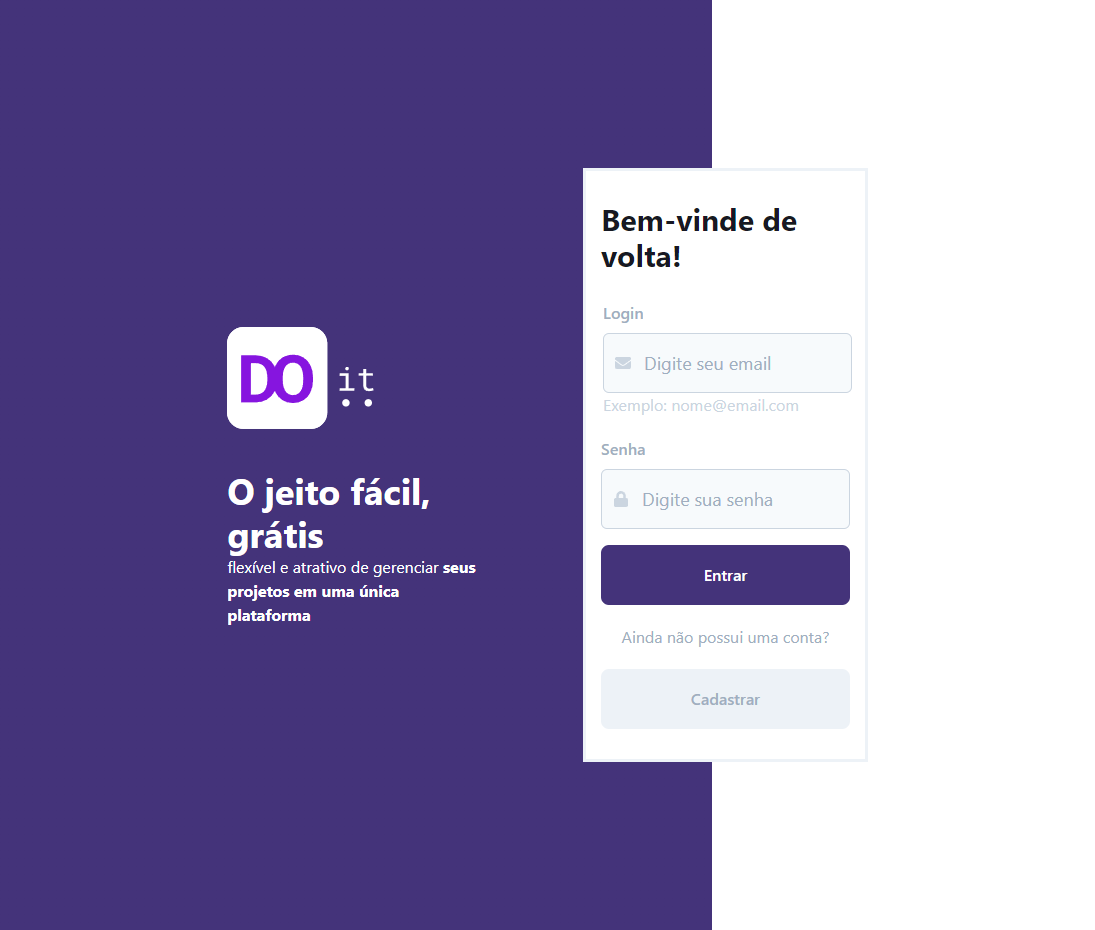 DO it
O jeito fácil,
grátis
flexível e atrativo de gerenciar seus
projetos em uma única
plataforma
Bem-vinde de
volta!
Login
Digite seu email
Exemplo: nome@email.com
Senha
Digite sua senha
Entrar
Ainda não possui uma conta?
Cadastrar